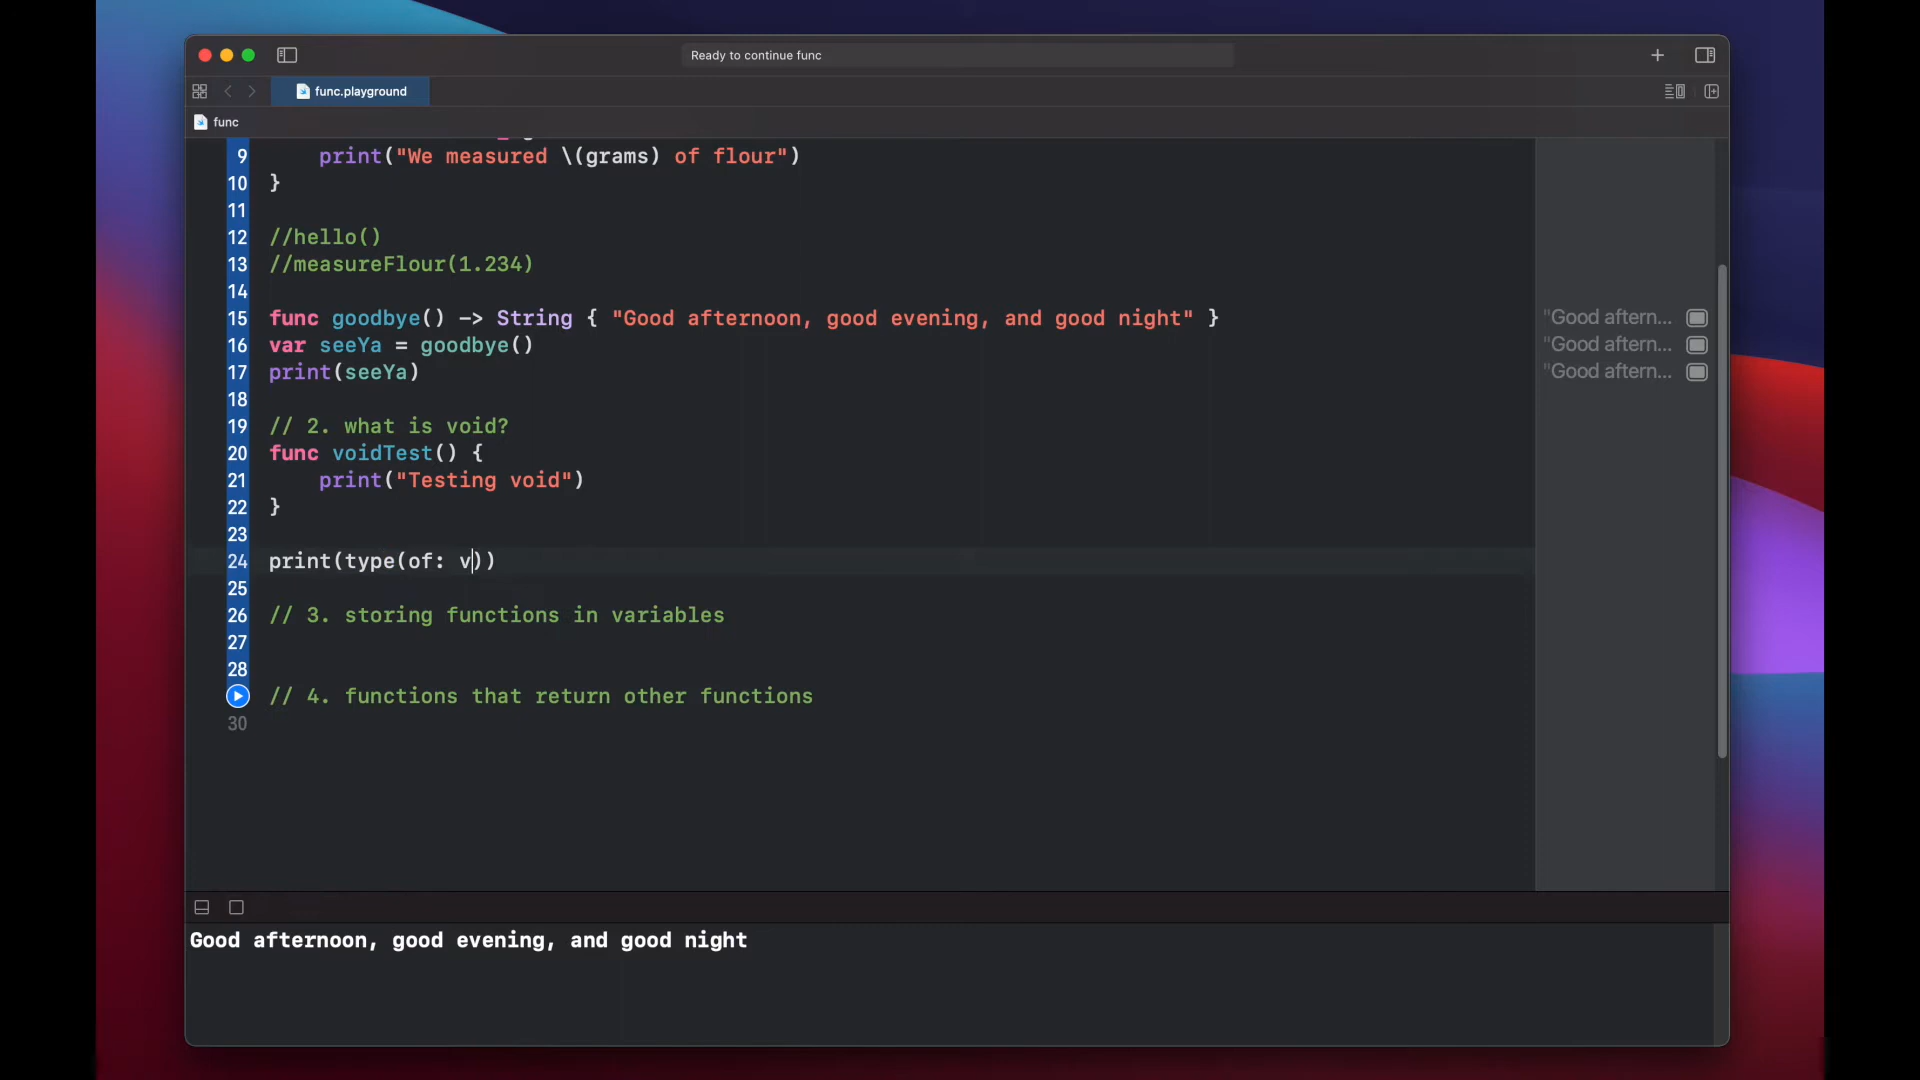 Ready to continue func
func.playground
func
9 print("We measured \(grams) of flour")
10 }
11
12 //hello()
13 //measureFlour(1.234)
14
15 func goodbye() -> String { "Good afternoon, good evening, and good night" } "Good aftern...
16 var seeYa = goodbye() "Good aftern...
17 print(seeYa) "Good aftern...
18
19 // 2. what is void?
20 func voidTest() {
21 print("Testing void")
22 }
23
24 print(type(of: v))
25
26 // 3. storing functions in variables
27
28
// 4. functions that return other functions
30
Good afternoon, good evening, and good night